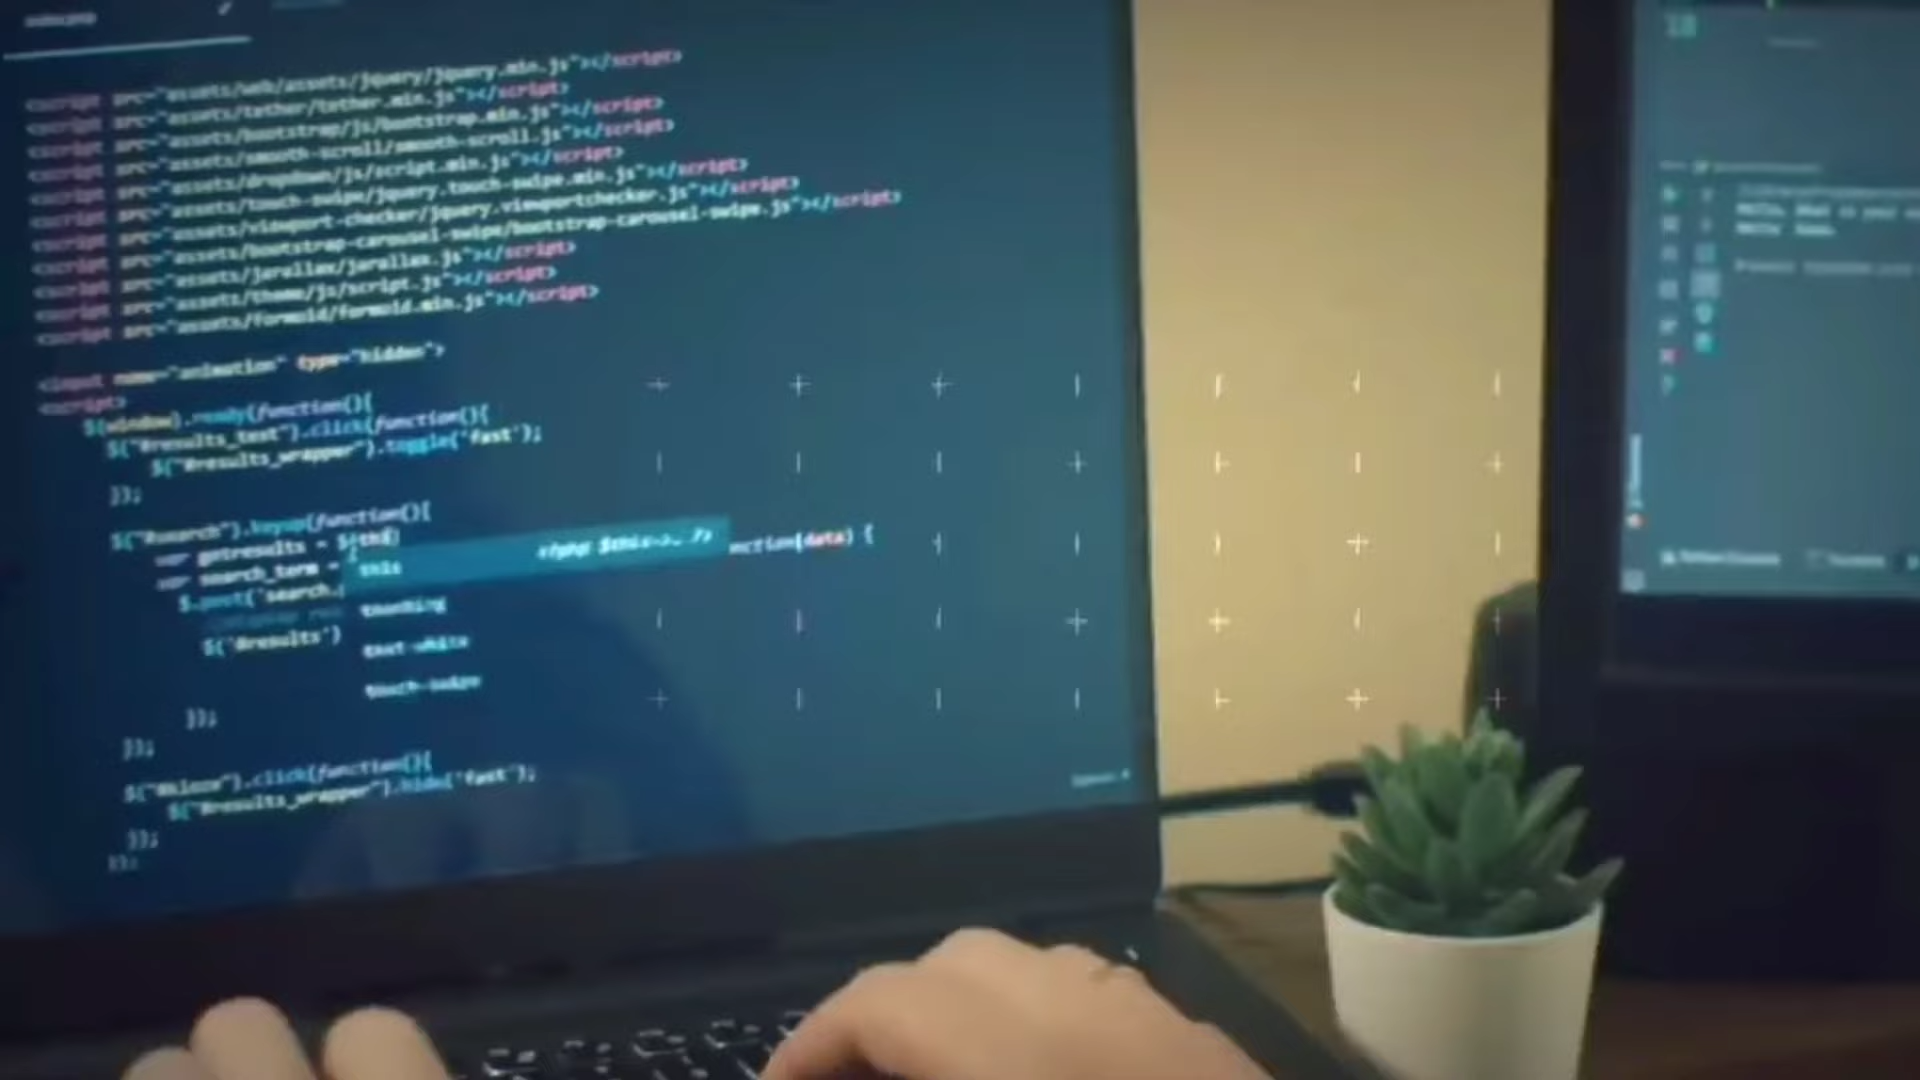 <script src="assets/web/assets/jquery/jquery.min.js"></script>
<script src="assets/tether/tether.min.js"></script>
<script src="assets/bootstrap/js/bootstrap.min.js"></script>
<script src="assets/smooth-scroll/smooth-scroll.js"></script>
<script src="assets/dropdown/js/script.min.js"></script>
<script src="assets/touch-swipe/jquery.touch-swipe.min.js"></script>
<script src="assets/viewport-checker/jquery.viewportchecker.js"></script>
<script src="assets/bootstrap-carousel-swipe/bootstrap-carousel-swipe.js"></script>
<script src="assets/jarallax/jarallax.js"></script>
<script src="assets/theme/js/script.js"></script>
<script src="assets/formoid/formoid.min.js"></script>
<input name="animation" type="hidden">
<script>
$(window).ready(function(){
$("#results_text").click(function(){
$("#results_wrapper").toggle('fast');
});
$("#search").keyup(function(){
var getresults = $(thi)
var search_term =
$.post('search. nction(data) {
this <?php $this->_ ?>
$('#results')
text-white
touch-swipe
});
});
$("#close").click(function(){
$("#results_wrapper").hide('fast');
});
});